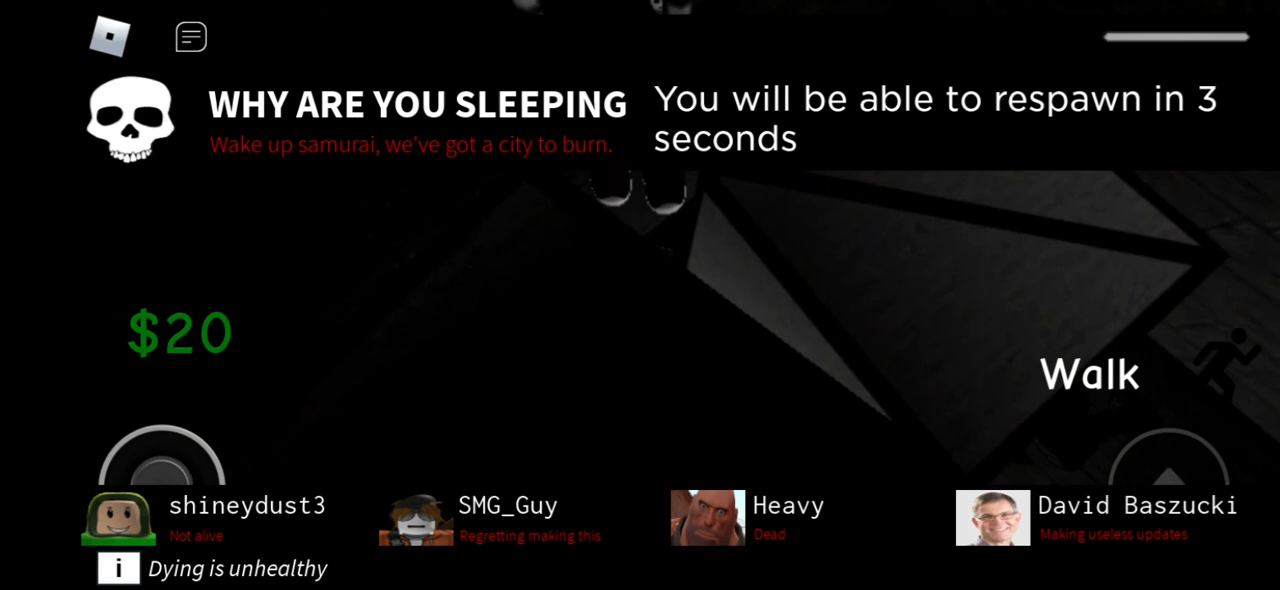 WHY ARE YOU SLEEPING
Wake up samurai, we've got a city to burn.
You will be able to respawn in 3
seconds
$20
Walk
shineydust3
Not alive
SMG_Guy
Regretting making this
Heavy
Dead
David Baszucki
Making useless updates
i
Dying is unhealthy